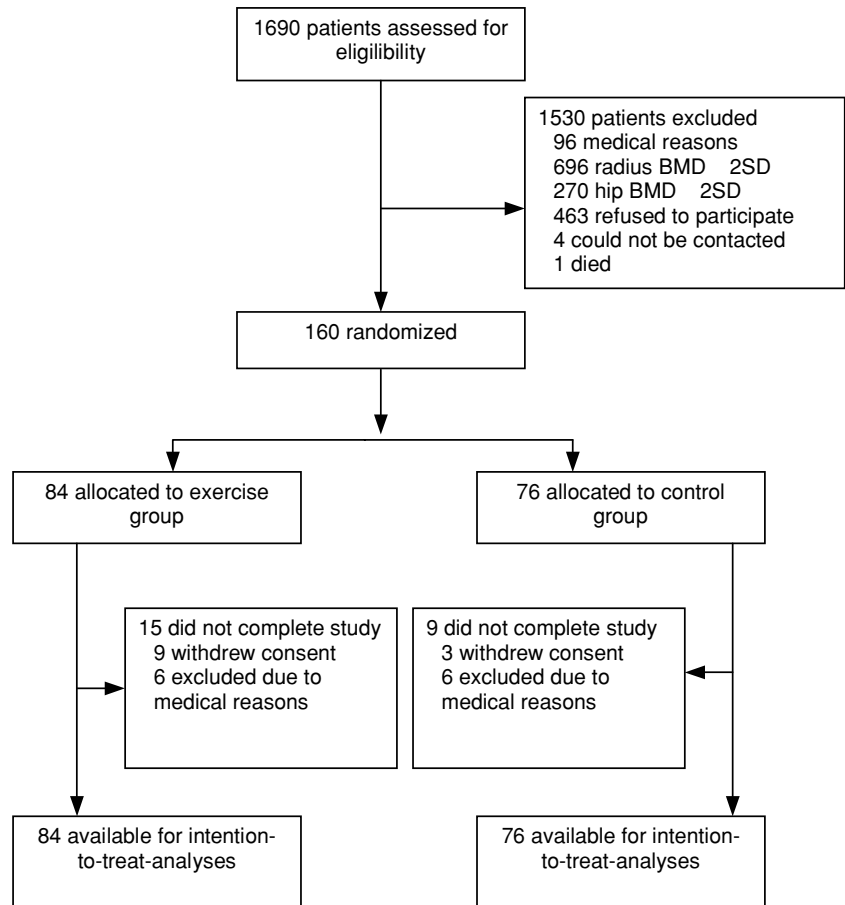 1690 patients assessed for
eligilibility
1530 patients excluded
96 medical reasons
696 radius BMD 2SD
270 hip BMD 2SD
463 refused to participate
4 could not be contacted
1 died
160 randomized
84 allocated to exercise
group
76 allocated to control
group
15 did not complete study
9 withdrew consent
6 excluded due to
medical reasons
9 did not complete study
3 withdrew consent
6 excluded due to
medical reasons
84 available for intention-
to-treat-analyses
76 available for intention-
to-treat-analyses